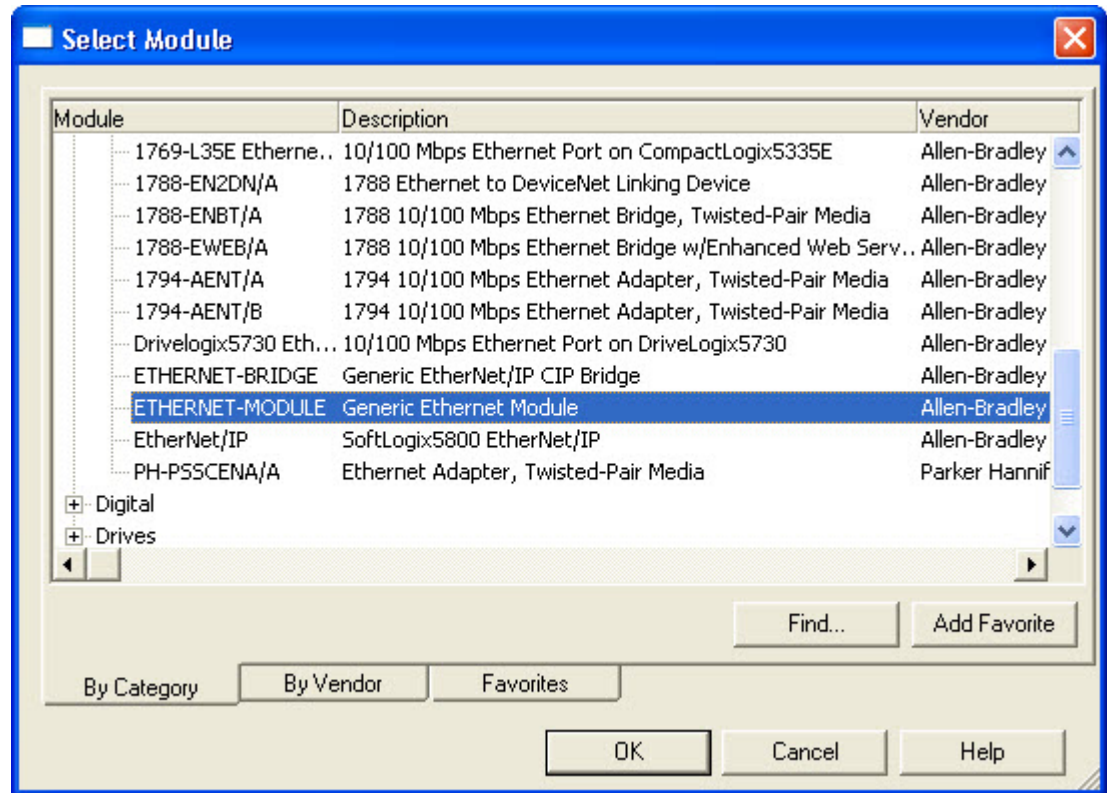 Select Module
Module Description Vendor
1769-L35E Etherne.. 10/100 Mbps Ethernet Port on CompactLogix5335E Allen-Bradley
1788-EN2DN/A 1788 Ethernet to DeviceNet Linking Device Allen-Bradley
1788-ENBT/A 1788 10/100 Mbps Ethernet Bridge, Twisted-Pair Media Allen-Bradley
1788-EWEB/A 1788 10/100 Mbps Ethernet Bridge w/Enhanced Web Serv.. Allen-Bradley
1794-AENT/A 1794 10/100 Mbps Ethernet Adapter, Twisted-Pair Media Allen-Bradley
1794-AENT/B 1794 10/100 Mbps Ethernet Adapter, Twisted-Pair Media Allen-Bradley
Drivelogix5730 Eth... 10/100 Mbps Ethernet Port on DriveLogix5730 Allen-Bradley
ETHERNET-BRIDGE Generic EtherNet/IP CIP Bridge Allen-Bradley
ETHERNET-MODULE Generic Ethernet Module Allen-Bradley
EtherNet/IP SoftLogix5800 EtherNet/IP Allen-Bradley
PH-PSSCENA/A Ethernet Adapter, Twisted-Pair Media Parker Hannif
Digital
Drives
Find... Add Favorite
By Category By Vendor Favorites
OK Cancel Help